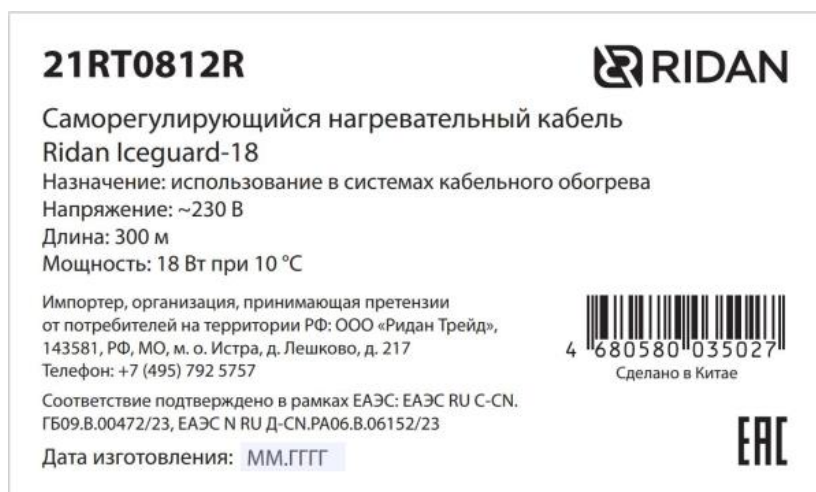 21RT0812R
RIDAN
Саморегулирующийся нагревательный кабель
Ridan Iceguard-18
Назначение: использование в системах кабельного обогрева
Напряжение: ~230 В
Длина: 300 м
Мощность: 18 Вт при 10 °C
Импортер, организация, принимающая претензии
от потребителей на территории РФ: ООО «Ридан Трейд»,
143581, РФ, МО, м. о. Истра, д. Лешково, д. 217
Телефон: +7 (495) 792 5757
4 680580 035027
Сделано в Китае
Соответствие подтверждено в рамках ЕАЭС: ЕАЭС RU С-CN.
ГБ09.В.00472/23, ЕАЭС N RU Д-CN.РА06.В.06152/23
Дата изготовления: ММ.ГГГГ
EAC